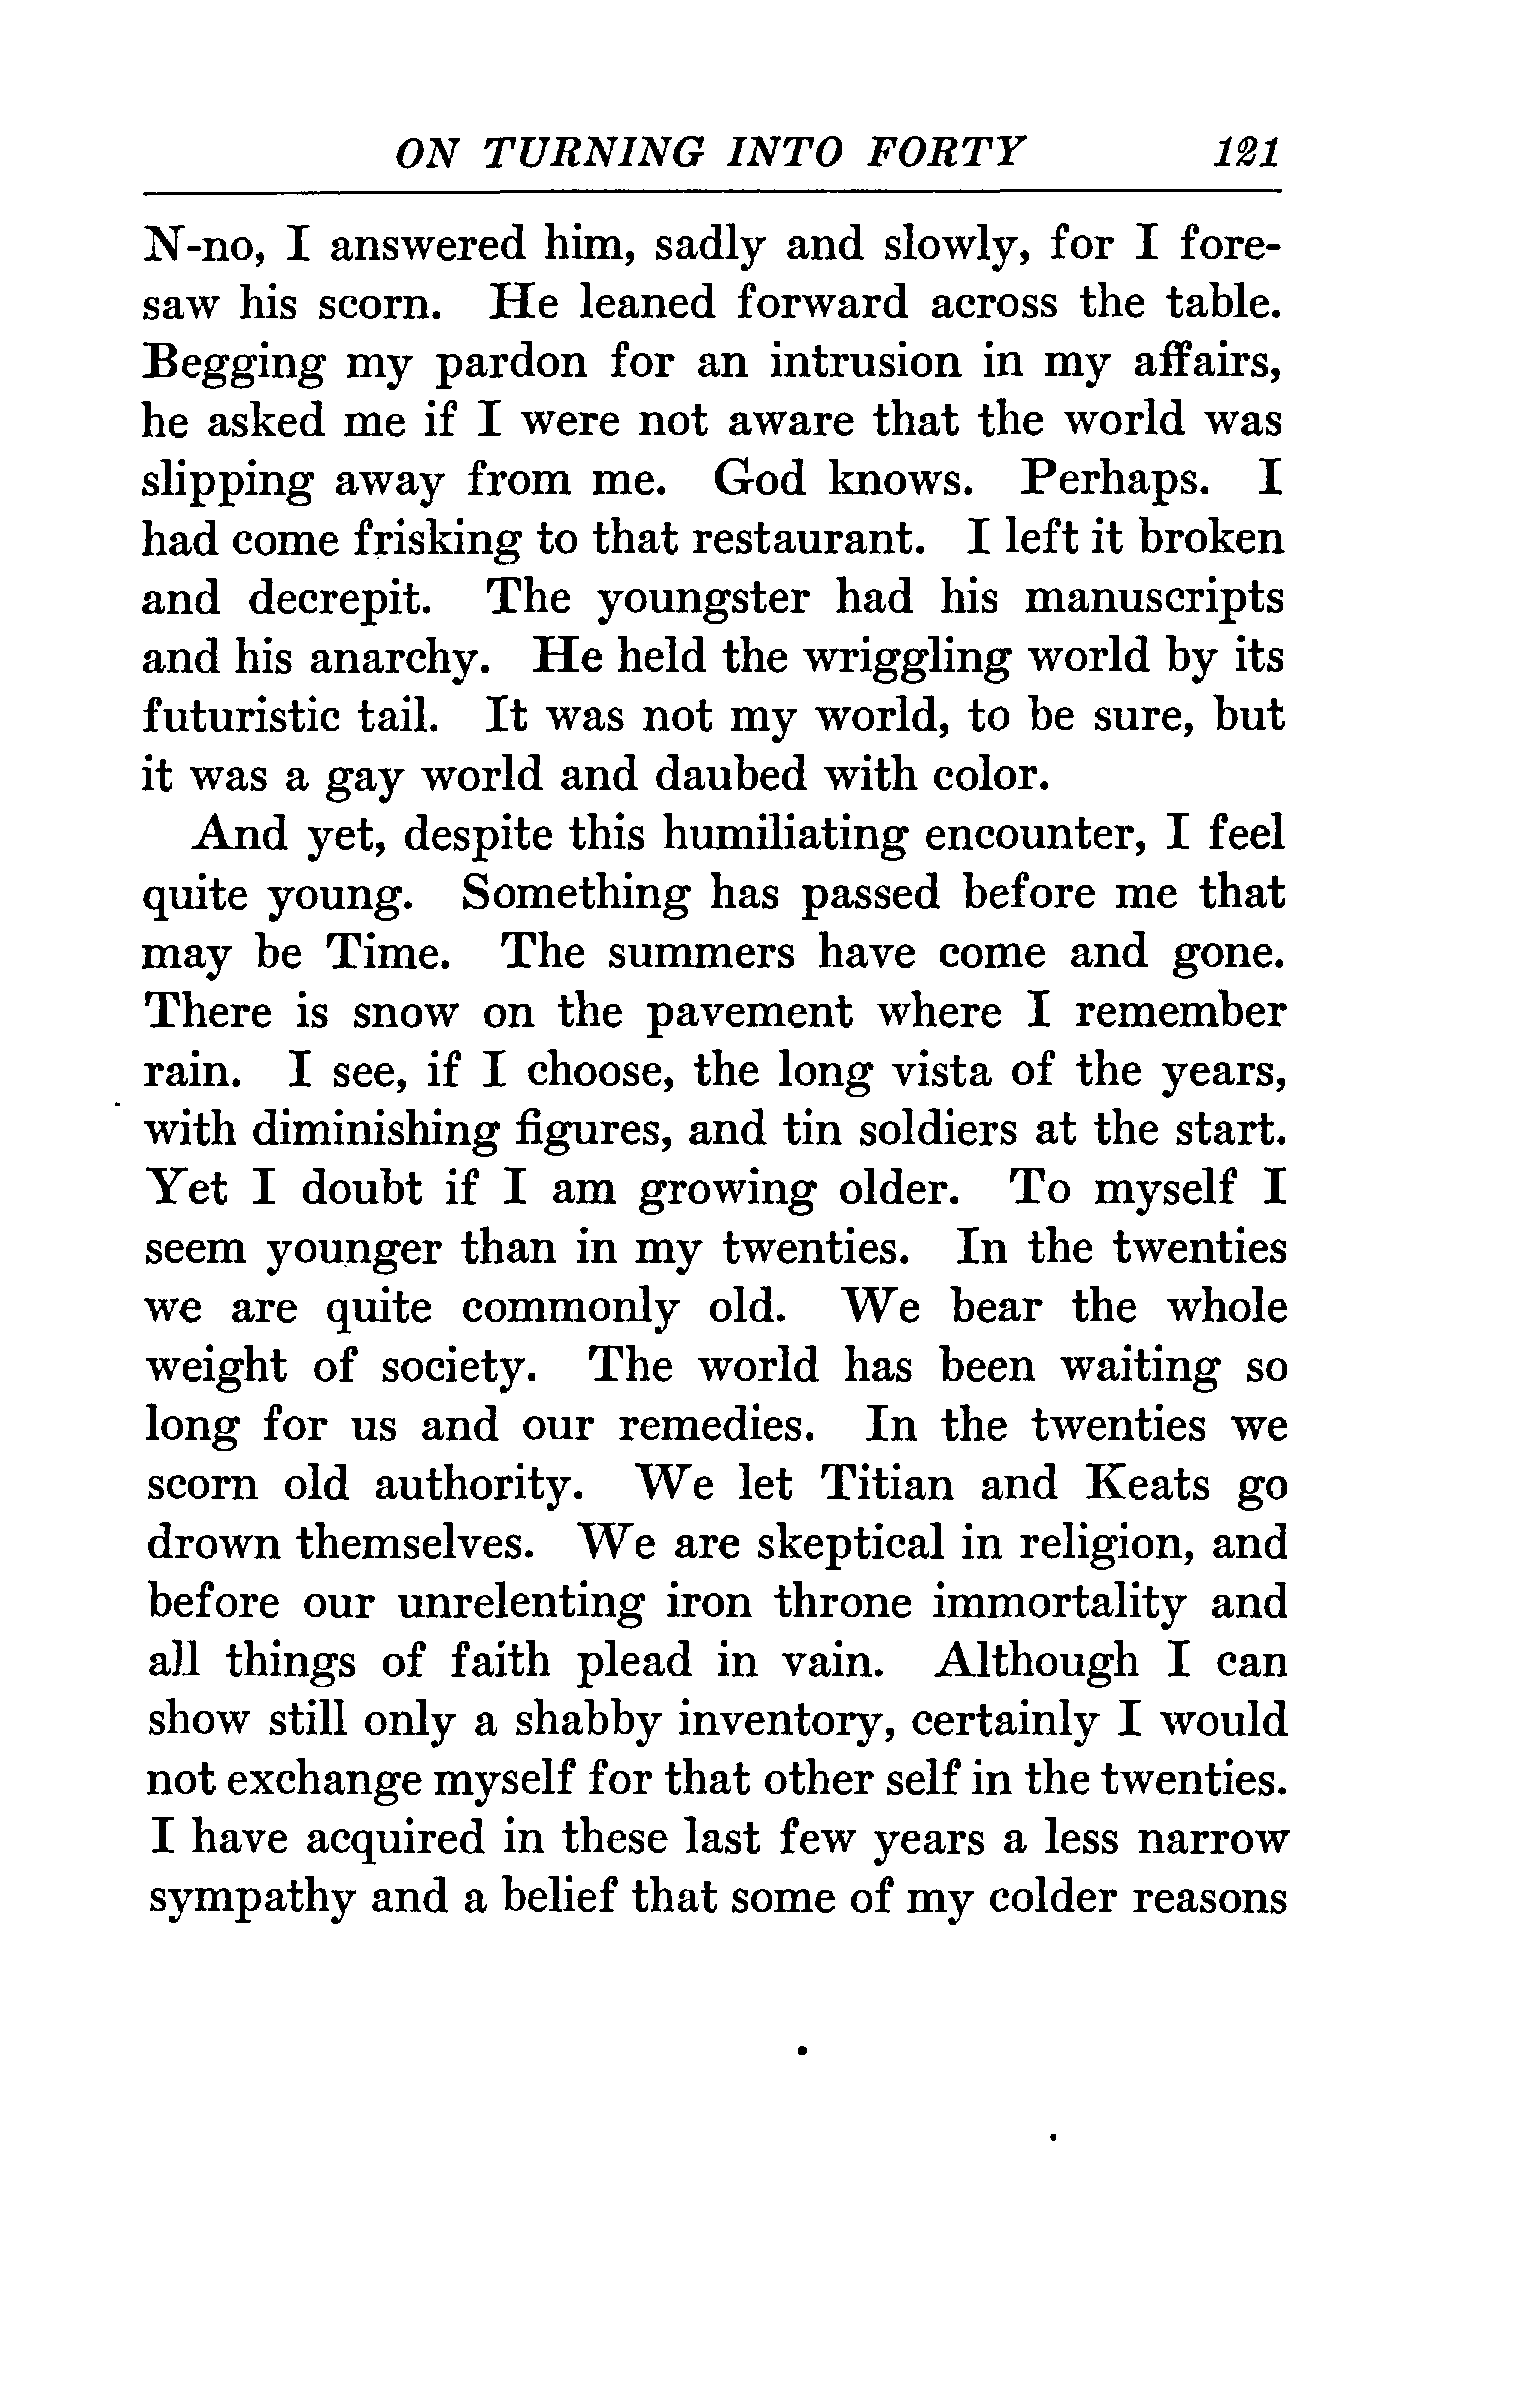 ON TURNING INTO FORTY 121
N-no, I answered him, sadly and slowly, for I fore-
saw his scorn. He leaned forward across the table.
Begging my pardon for an intrusion in my affairs,
he asked me if I were not aware that the world was
slipping away from me. God knows. Perhaps. I
had come frisking to that restaurant. I left it broken
and decrepit. The youngster had his manuscripts
and his anarchy. He held the wriggling world by its
futuristic tail. It was not my world, to be sure, but
it was a gay world and daubed with color.
And yet, despite this humiliating encounter, I feel
quite young. Something has passed before me that
may be Time. The summers have come and gone.
There is snow on the pavement where I remember
rain. I see, if I choose, the long vista of the years,
with diminishing figures, and tin soldiers at the start.
Yet I doubt if I am growing older. To myself I
seem younger than in my twenties. In the twenties
we are quite commonly old. We bear the whole
weight of society. The world has been waiting so
long for us and our remedies. In the twenties we
scorn old authority. We let Titian and Keats go
drown themselves. We are skeptical in religion, and
before our unrelenting iron throne immortality and
all things of faith plead in vain. Although I can
show still only a shabby inventory, certainly I would
not exchange myself for that other self in the twenties.
I have acquired in these last few years a less narrow
sympathy and a belief that some of my colder reasons